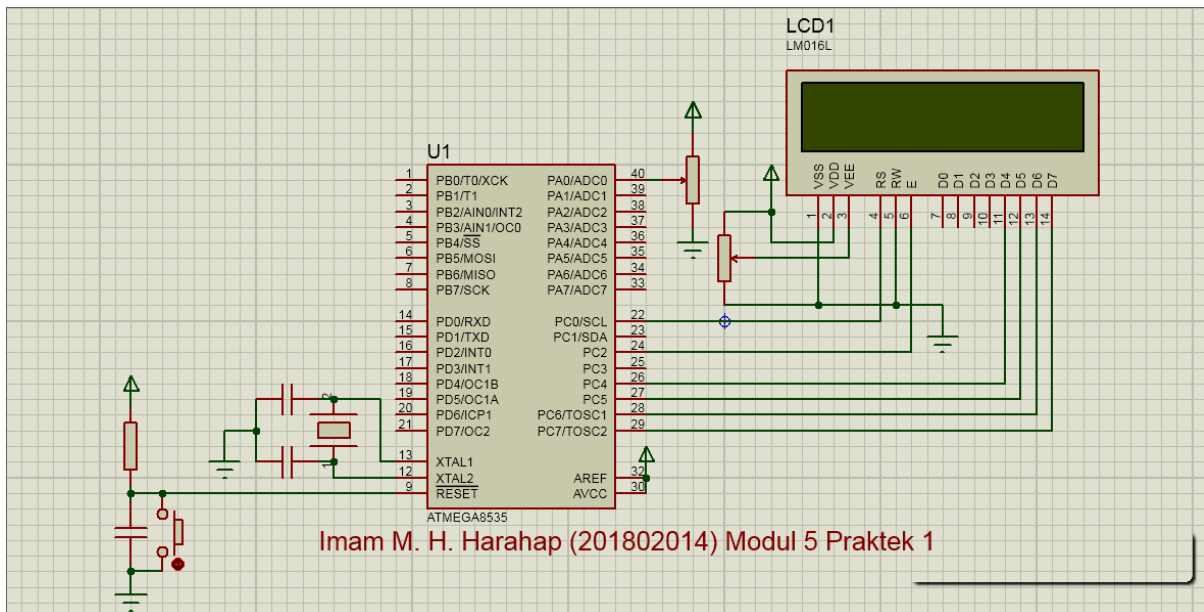 LCD1
LM016L
VSS
VDD
VEE
RS
RW
E
D0
D1
D2
D3
D4
D5
D6
D7
1
2
3
4
5
6
7
8
9
10
11
12
13
14
U1
1 PB0/T0/XCK PA0/ADC0 40
2 PB1/T1 PA1/ADC1 39
3 PB2/AIN0/INT2 PA2/ADC2 38
4 PB3/AIN1/OC0 PA3/ADC3 37
5 PB4/SS PA4/ADC4 36
6 PB5/MOSI PA5/ADC5 35
7 PB6/MISO PA6/ADC6 34
8 PB7/SCK PA7/ADC7 33
14 PD0/RXD PC0/SCL 22
15 PD1/TXD PC1/SDA 23
16 PD2/INT0 PC2 24
17 PD3/INT1 PC3 25
18 PD4/OC1B PC4 26
19 PD5/OC1A PC5 27
20 PD6/ICP1 PC6/TOSC1 28
21 PD7/OC2 PC7/TOSC2 29
2
1
13 XTAL1
12 XTAL2 AREF 32
9 RESET AVCC 30
ATMEGA8535
Imam M. H. Harahap (201802014) Modul 5 Praktek 1